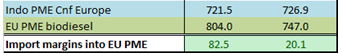 Indo PME Cnf Europe 721.5 726.9
EU PME biodiesel 804.0 747.0
Import margins into EU PME 82.5 20.1